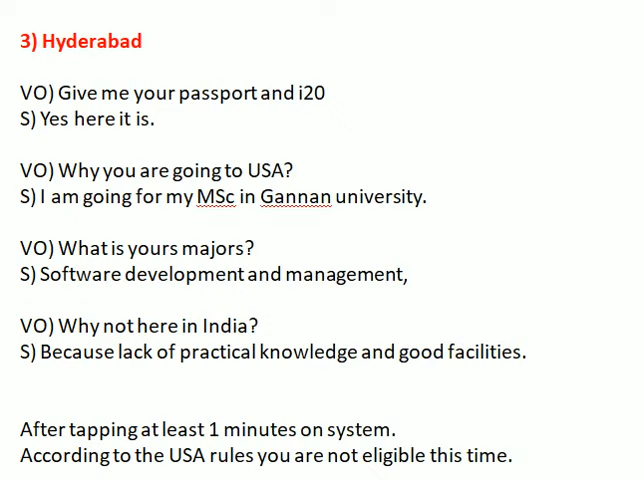 3) Hyderabad
VO) Give me your passport and i20
S) Yes here it is.
VO) Why you are going to USA?
S) I am going for my MSc in Gannan university.
VO) What is yours majors?
S) Software development and management,
VO) Why not here in India?
S) Because lack of practical knowledge and good facilities.
After tapping at least 1 minutes on system.
According to the USA rules you are not eligible this time.